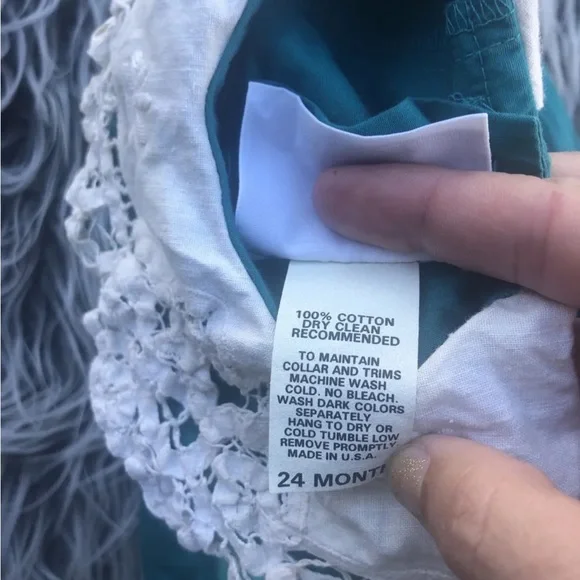 100% COTTON
DRY CLEAN
RECOMMENDED
TO MAINTAIN
COLLAR AND TRIMS
MACHINE WASH
COLD. NO BLEACH.
WASH DARK COLORS
SEPARATELY
HANG TO DRY OR
COLD TUMBLE LOW
REMOVE PROMPTLY
MADE IN U.S.A.
24 MONT